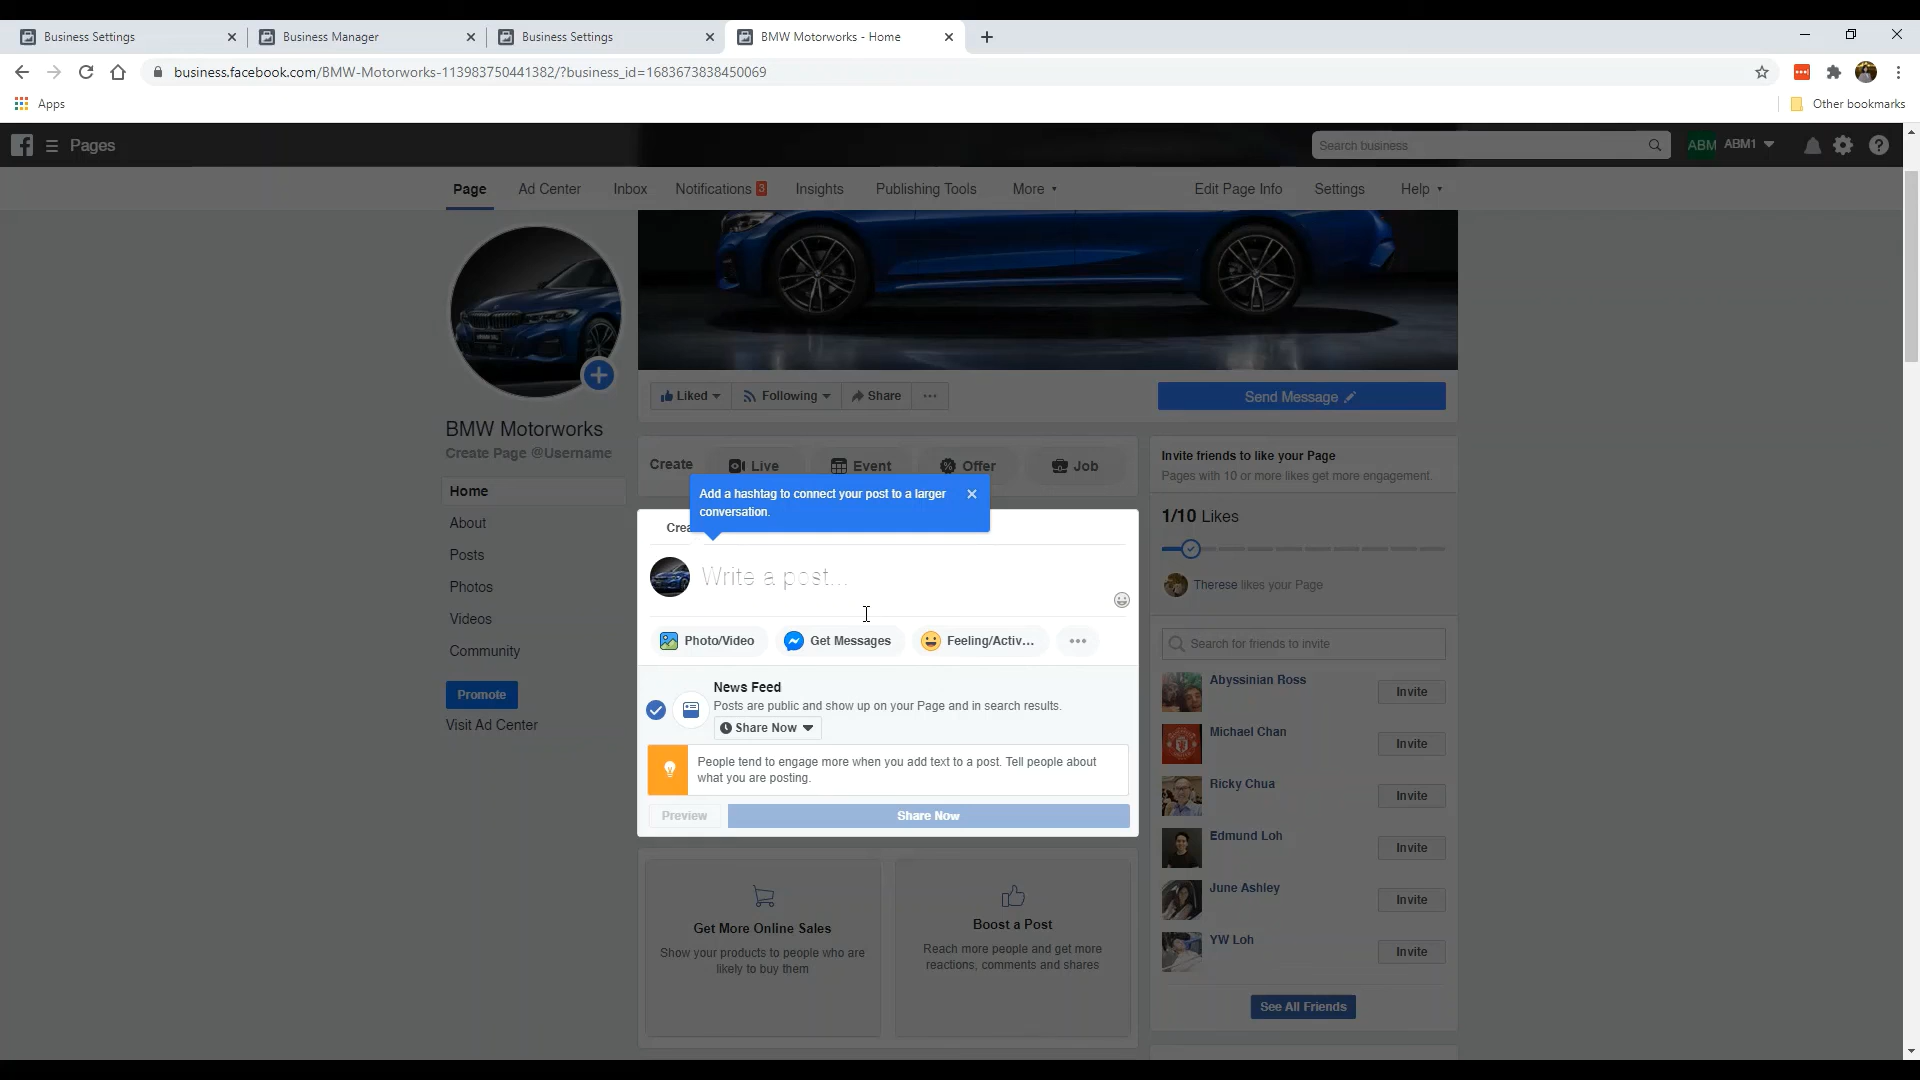 Business Settings
Business Manager
Business Settings
BMW Motorworks - Home
business.facebook.com/BMW-Motorworks-113983750441382/?business_id=1683673838450069
Apps
Other bookmarks
Pages
Search business
ABM
ABM1
Page
Ad Center
Inbox
Notifications 3
Insights
Publishing Tools
More
Edit Page Info
Settings
Help
Liked
Following
Share
Send Message
BMW Motorworks
Create Page @Username
Home
About
Posts
Photos
Videos
Community
Promote
Visit Ad Center
Create
Live
Event
Offer
Job
Add a hashtag to connect your post to a larger
conversation.
Crea
Write a post...
Photo/Video
Get Messages
Feeling/Activ...
News Feed
Posts are public and show up on your Page and in search results.
Share Now
People tend to engage more when you add text to a post. Tell people about
what you are posting.
Preview
Share Now
Get More Online Sales
Show your products to people who are
likely to buy them
Boost a Post
Reach more people and get more
reactions, comments and shares
Invite friends to like your Page
Pages with 10 or more likes get more engagement.
1/10 Likes
Therese likes your Page
Search for friends to invite
Abyssinian Ross
Invite
Michael Chan
Invite
Ricky Chua
Invite
Edmund Loh
Invite
June Ashley
Invite
YW Loh
Invite
See All Friends